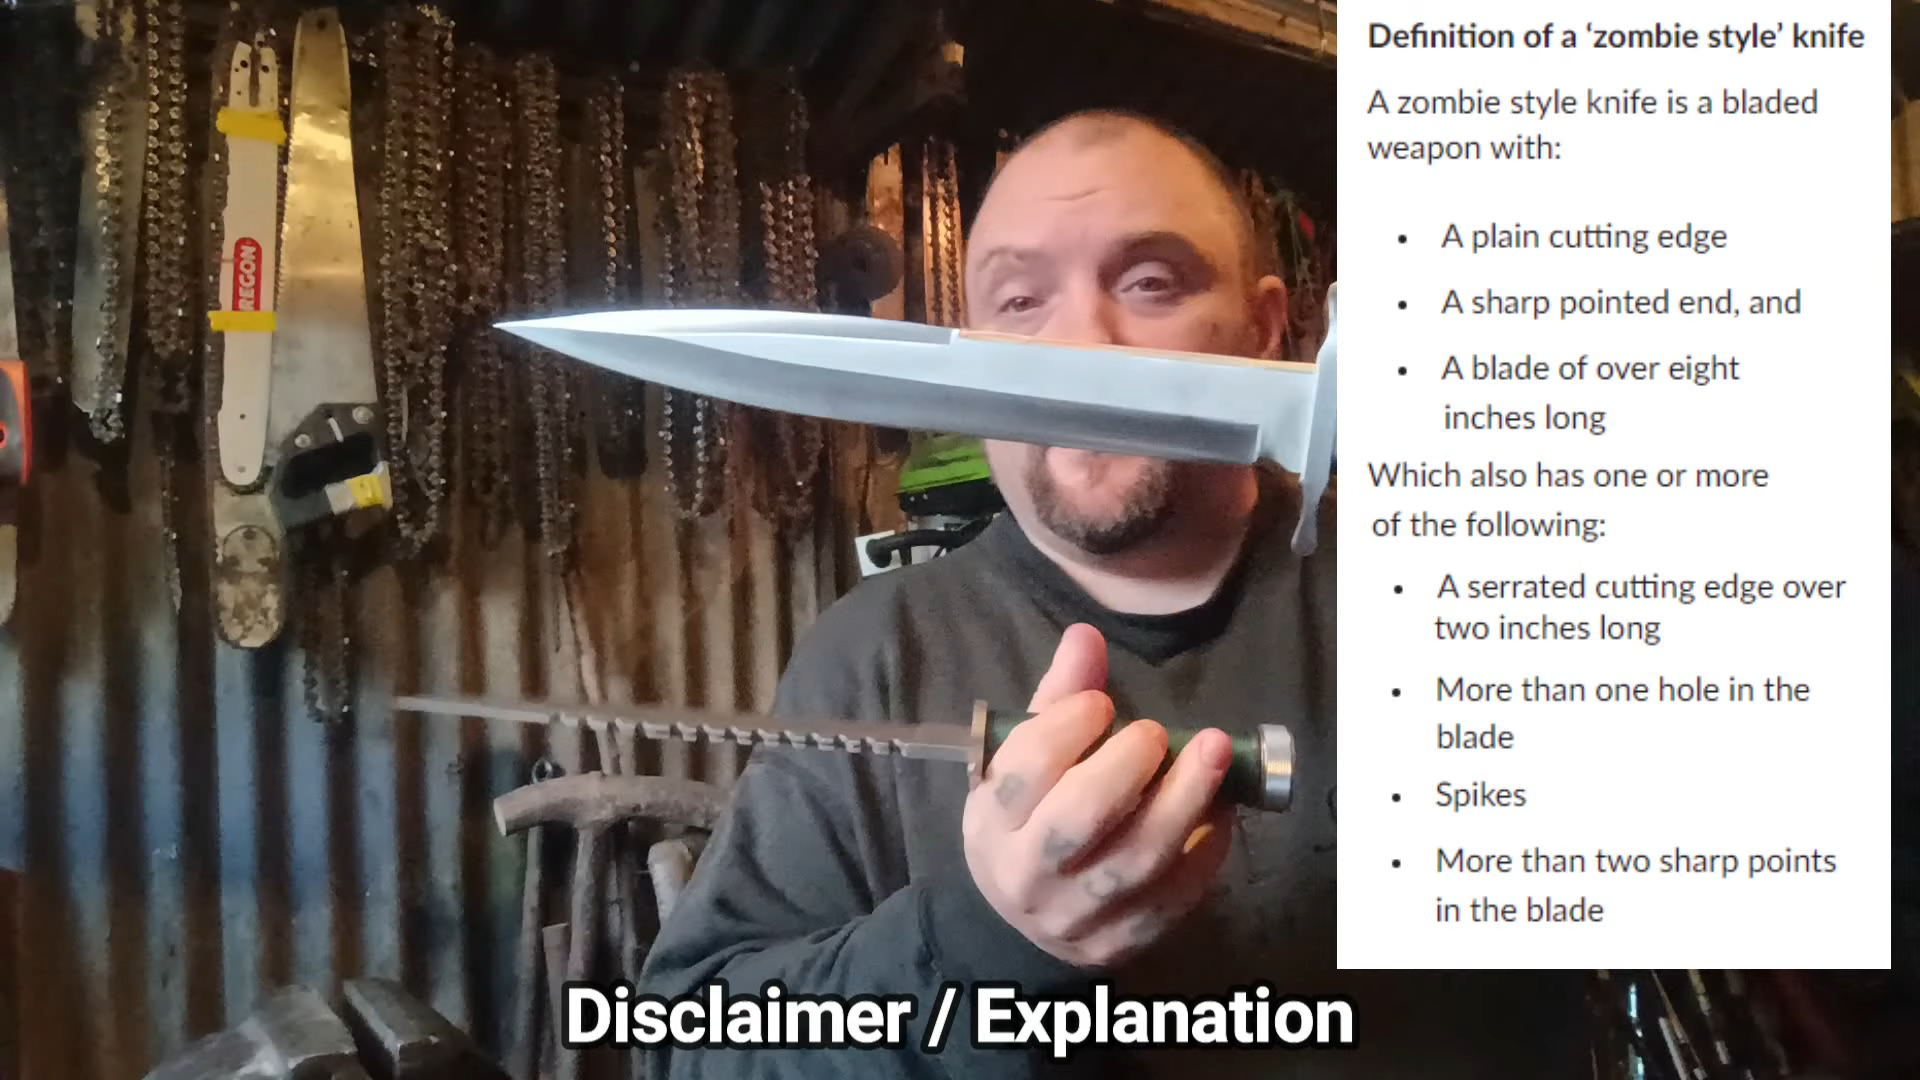 Definition of a ‘zombie style’ knife
A zombie style knife is a bladed
weapon with:
• A plain cutting edge
• A sharp pointed end, and
• A blade of over eight
inches long
Which also has one or more
of the following:
• A serrated cutting edge over
two inches long
• More than one hole in the
blade
• Spikes
• More than two sharp points
in the blade
REGON
Disclaimer / Explanation